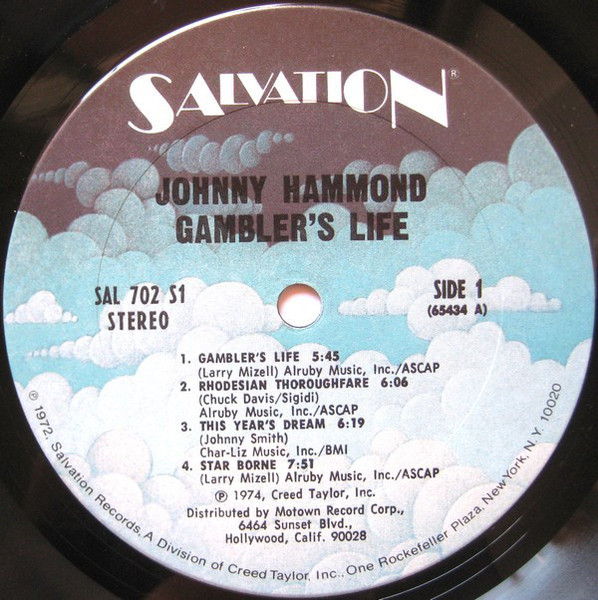 SALVATION®
JOHNNY HAMMOND
GAMBLER'S LIFE
SAL 702 S1
STEREO
SIDE 1
(65434 A)
1. GAMBLER'S LIFE 5:45
(Larry Mizell) Alruby Music, Inc./ASCAP
2. RHODESIAN THOROUGHFARE 6:06
(Chuck Davis/Sigidi)
Alruby Music, Inc./ASCAP
3. THIS YEAR'S DREAM 6:19
(Johnny Smith)
Char-Liz Music, Inc./BMI
4. STAR BORNE 7:51
(Larry Mizell) Alruby Music, Inc./ASCAP
℗ 1974, Creed Taylor, Inc.
Distributed by Motown Record Corp.,
6464 Sunset Blvd.,
Hollywood, Calif. 90028
℗ 1972, Salvation Records, A Division of Creed Taylor, Inc., One Rockefeller Plaza, New York, N.Y. 10020